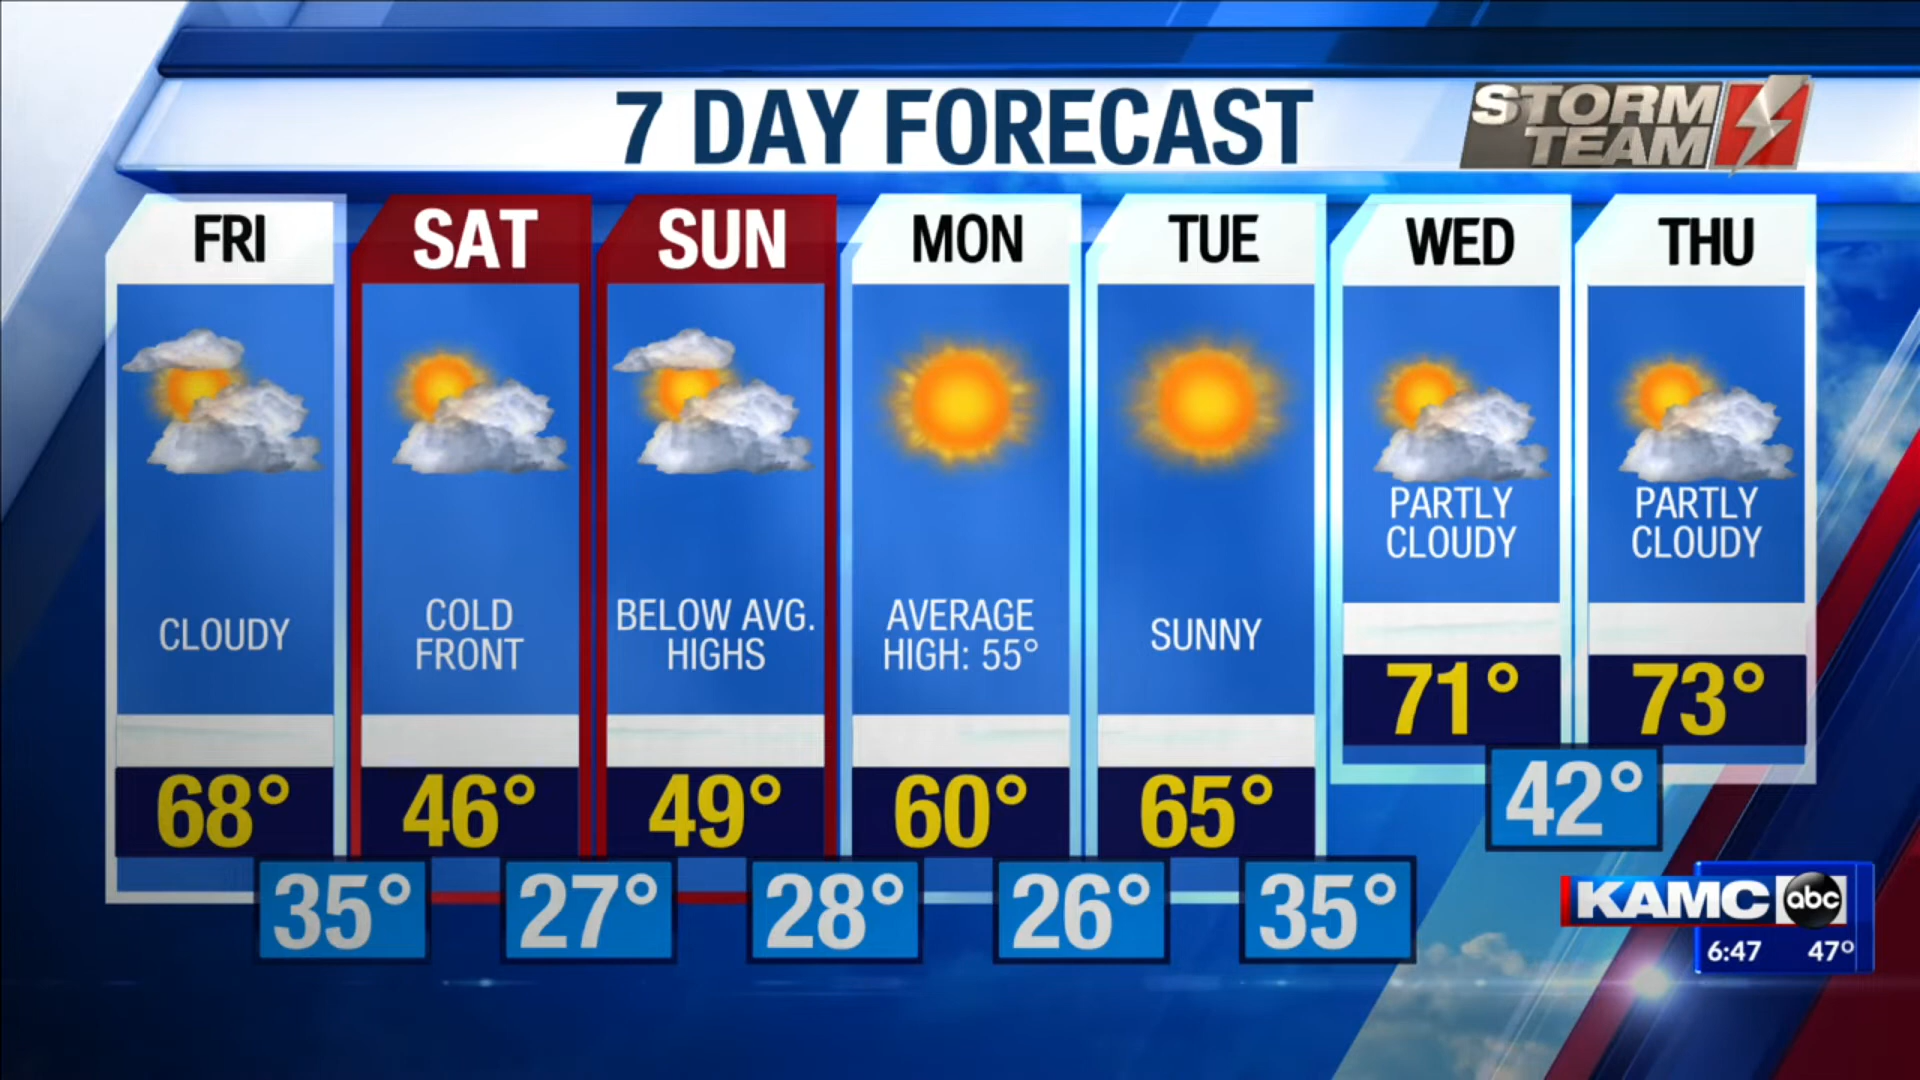 7 DAY FORECAST
STORM
TEAM
FRI
SAT
SUN
MON
TUE
WED
THU
CLOUDY
COLD
FRONT
BELOW AVG.
HIGHS
AVERAGE
HIGH: 55°
SUNNY
PARTLY
CLOUDY
PARTLY
CLOUDY
68°
46°
49°
60°
65°
71°
73°
35°
27°
28°
26°
35°
42°
KAMC abc
6:47 47°